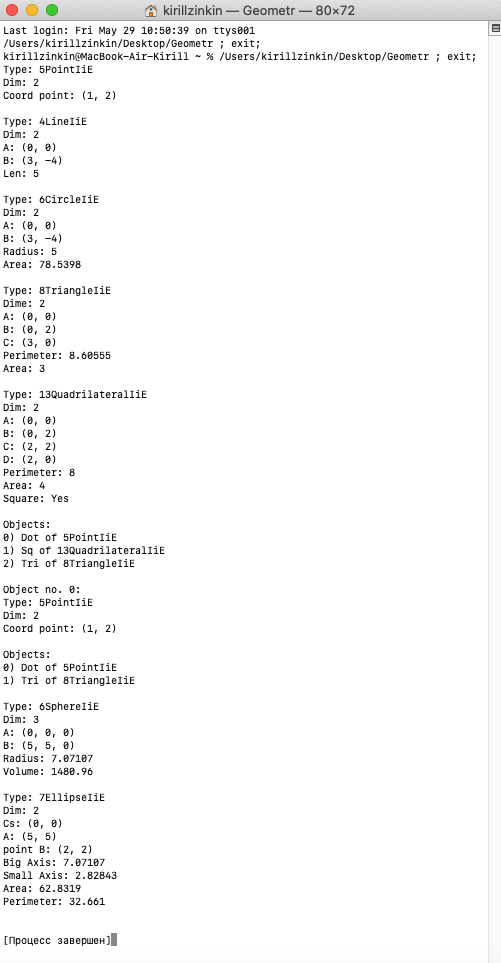 kirillzinkin — Geometr — 80×72
Last login: Fri May 29 10:50:39 on ttys001
/Users/kirillzinkin/Desktop/Geometr ; exit;
kirillzinkin@MacBook-Air-Kirill ~ % /Users/kirillzinkin/Desktop/Geometr ; exit;
Type: 5PointIiE
Dim: 2
Coord point: (1, 2)
Type: 4LineIiE
Dim: 2
A: (0, 0)
B: (3, -4)
Len: 5
Type: 6CircleIiE
Dim: 2
A: (0, 0)
B: (3, -4)
Radius: 5
Area: 78.5398
Type: 8TriangleIiE
Dime: 2
A: (0, 0)
B: (0, 2)
C: (3, 0)
Perimeter: 8.60555
Area: 3
Type: 13QuadrilateralIiE
Dim: 2
A: (0, 0)
B: (0, 2)
C: (2, 2)
D: (2, 0)
Perimeter: 8
Area: 4
Square: Yes
Objects:
0) Dot of 5PointIiE
1) Sq of 13QuadrilateralIiE
2) Tri of 8TriangleIiE
Object no. 0:
Type: 5PointIiE
Dim: 2
Coord point: (1, 2)
Objects:
0) Dot of 5PointIiE
1) Tri of 8TriangleIiE
Type: 6SphereIiE
Dim: 3
A: (0, 0, 0)
B: (5, 5, 0)
Radius: 7.07107
Volume: 1480.96
Type: 7EllipseIiE
Dim: 2
Cs: (0, 0)
A: (5, 5)
point B: (2, 2)
Big Axis: 7.07107
Small Axis: 2.82843
Area: 62.8319
Perimeter: 32.661
[Процесс завершен]